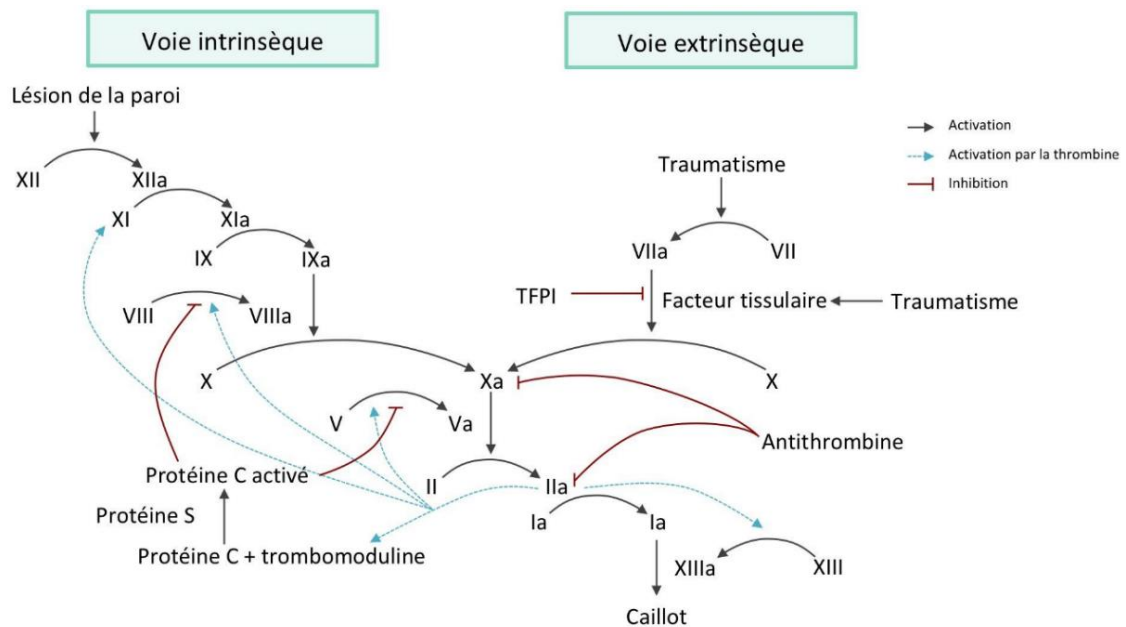 Voie intrinsèque
Voie extrinsèque
Lésion de la paroi
Activation
Activation par la thrombine
Inhibition
XII
XIIa
Traumatisme
XI
XIa
IX
IXa
VIIa
VII
TFPI
Facteur tissulaire
Traumatisme
VIII
VIIIa
X
Xa
X
V
Va
Antithrombine
Protéine C activé
II
IIa
Protéine S
Ia
Ia
Protéine C + trombomoduline
XIIIa
XIII
Caillot